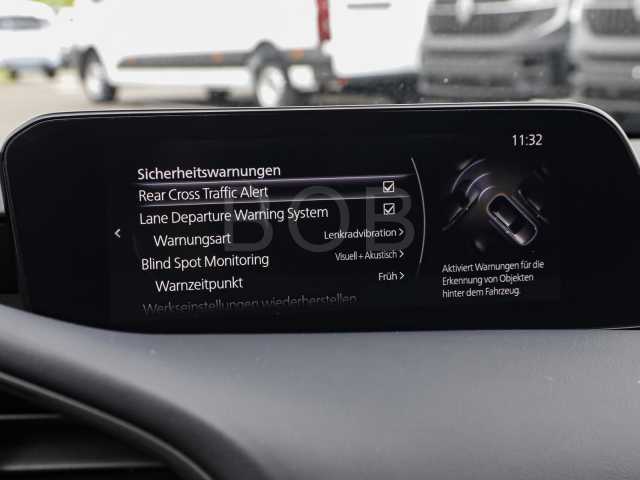 11:32
Sicherheitswarnungen
Rear Cross Traffic Alert
Lane Departure Warning System
Warnungsart Lenkradvibration
Blind Spot Monitoring Visuell + Akustisch
Warnzeitpunkt Früh
Werkseinstellungen wiederherstellen
Aktiviert Warnungen für die
Erkennung von Objekten
hinter dem Fahrzeug.
BOB